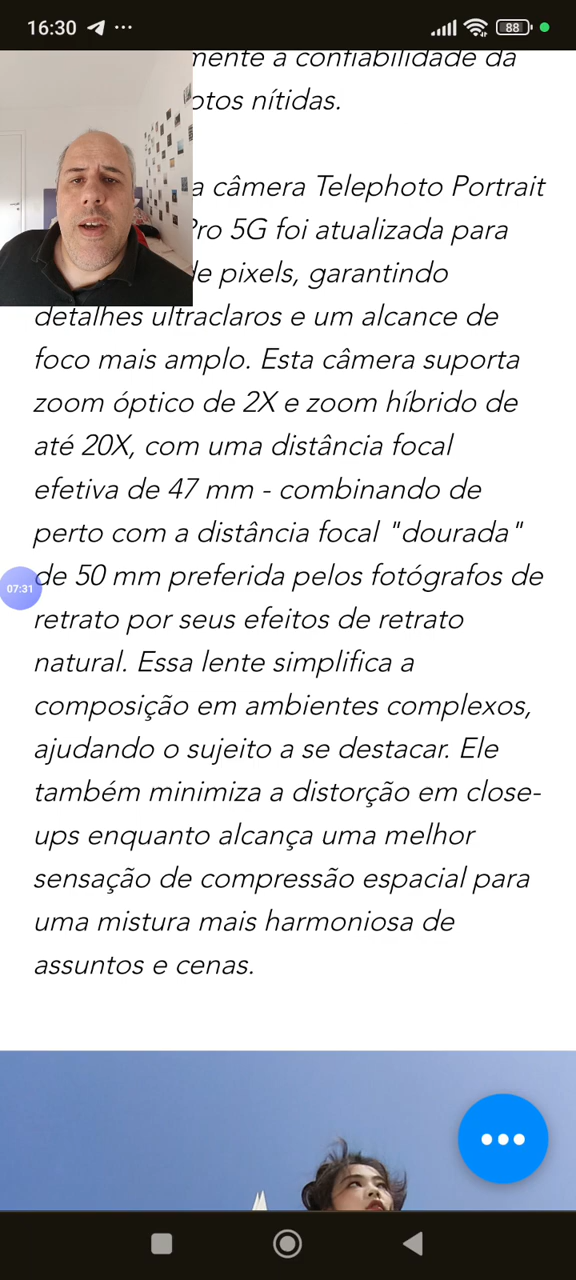 16:30
88
mente a confiabilidade da
otos nítidas.
a câmera Telephoto Portrait
Pro 5G foi atualizada para
de pixels, garantindo
detalhes ultraclaros e um alcance de
foco mais amplo. Esta câmera suporta
zoom óptico de 2X e zoom híbrido de
até 20X, com uma distância focal
efetiva de 47 mm - combinando de
perto com a distância focal "dourada"
07:31
de 50 mm preferida pelos fotógrafos de
retrato por seus efeitos de retrato
natural. Essa lente simplifica a
composição em ambientes complexos,
ajudando o sujeito a se destacar. Ele
também minimiza a distorção em close-
ups enquanto alcança uma melhor
sensação de compressão espacial para
uma mistura mais harmoniosa de
assuntos e cenas.